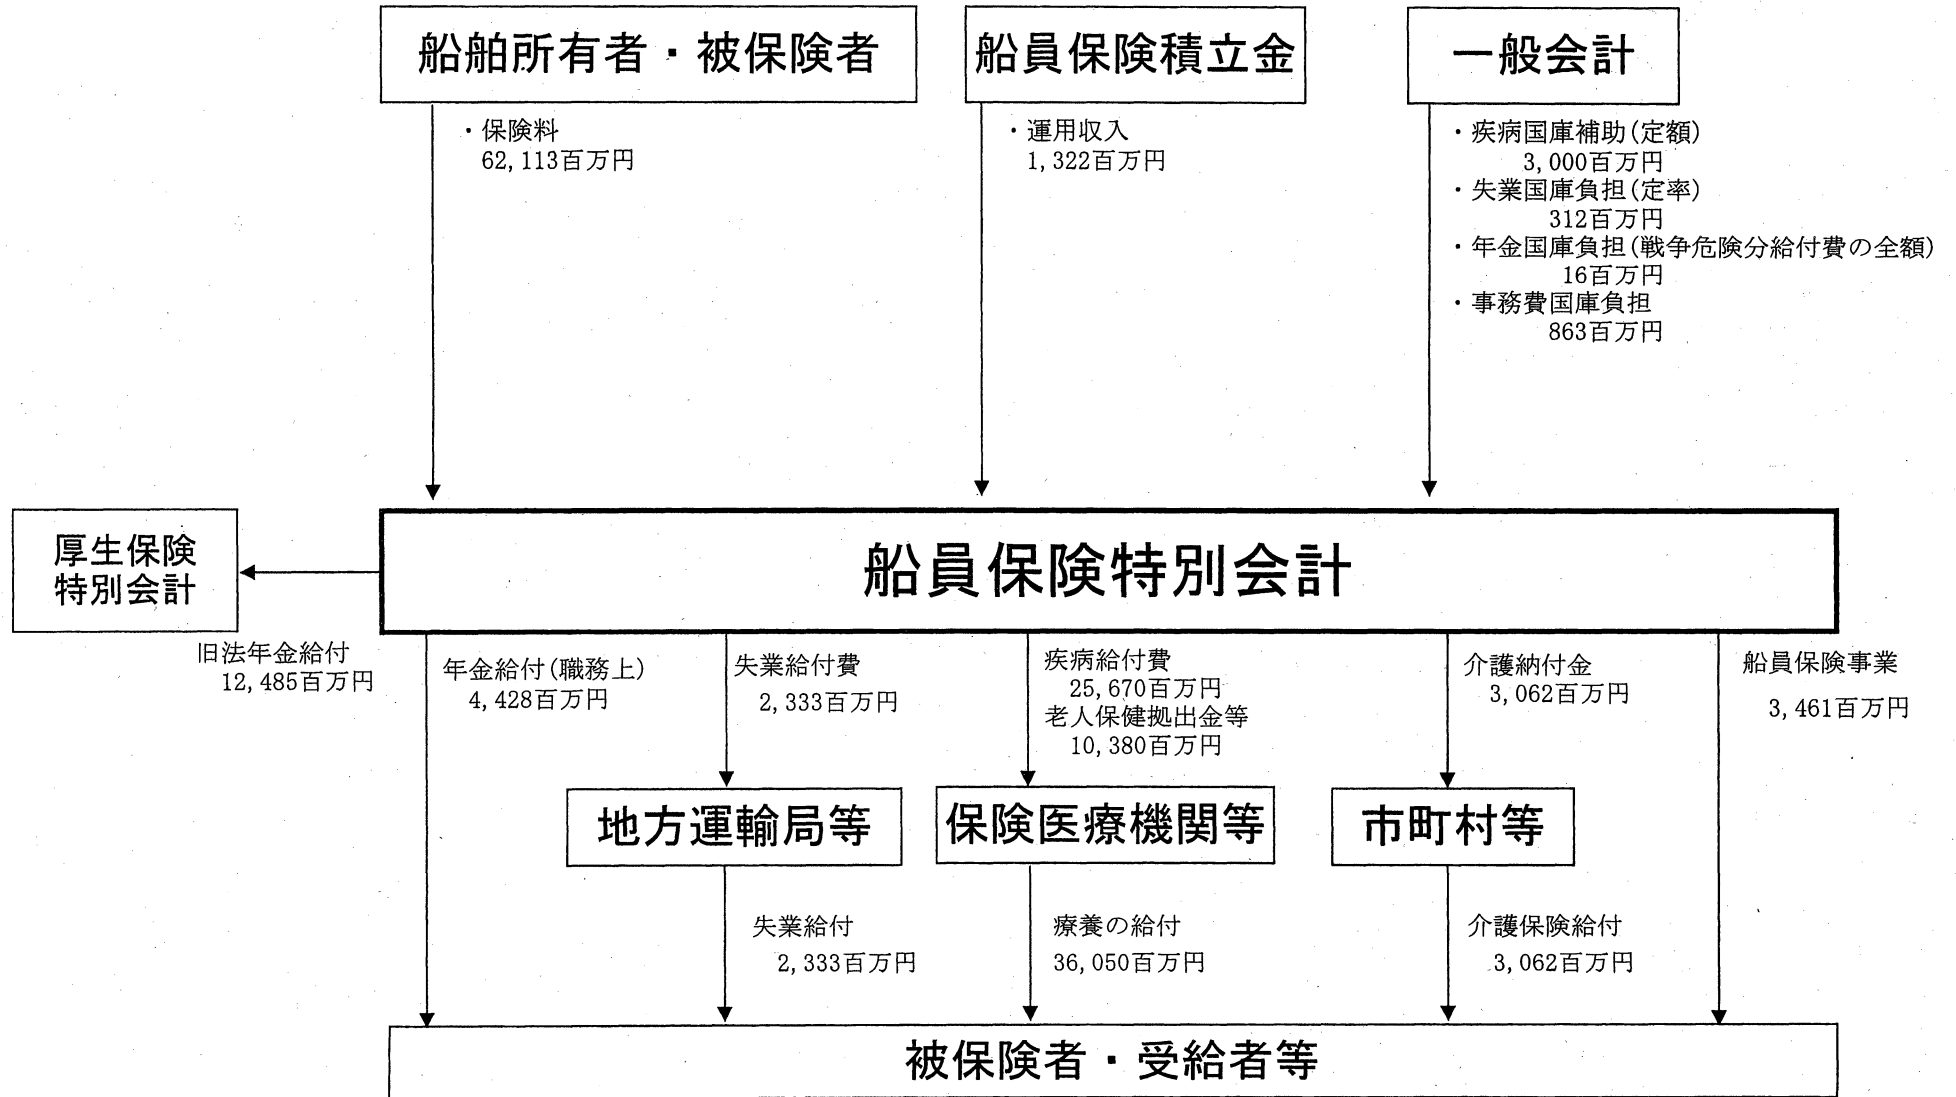 船舶所有者・被保険者
船員保険積立金
一般会計
・保険料
62,113百万円
・運用収入
1,322百万円
・疾病国庫補助(定額)
3,000百万円
・失業国庫負担(定率)
312百万円
・年金国庫負担(戦争危険分給付費の全額)
16百万円
・事務費国庫負担
863百万円
厚生保険
特別会計
船員保険特別会計
旧法年金給付
12,485百万円
年金給付(職務上)
4,428百万円
失業給付費
2,333百万円
疾病給付費
25,670百万円
老人保健拠出金等
10,380百万円
介護納付金
3,062百万円
船員保険事業
3,461百万円
地方運輸局等
保険医療機関等
市町村等
失業給付
2,333百万円
療養の給付
36,050百万円
介護保険給付
3,062百万円
被保険者・受給者等